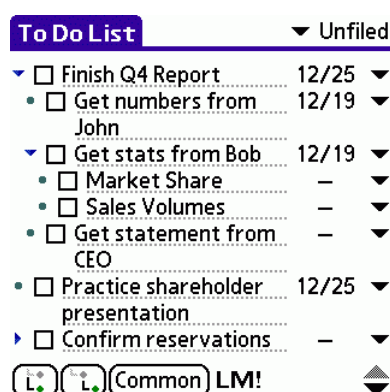 To Do List Unfiled
Finish Q4 Report 12/25
Get numbers from 12/19
John
Get stats from Bob 12/19
Market Share –
Sales Volumes –
Get statement from –
CEO
Practice shareholder 12/25
presentation
Confirm reservations –
L. L. Common LM!